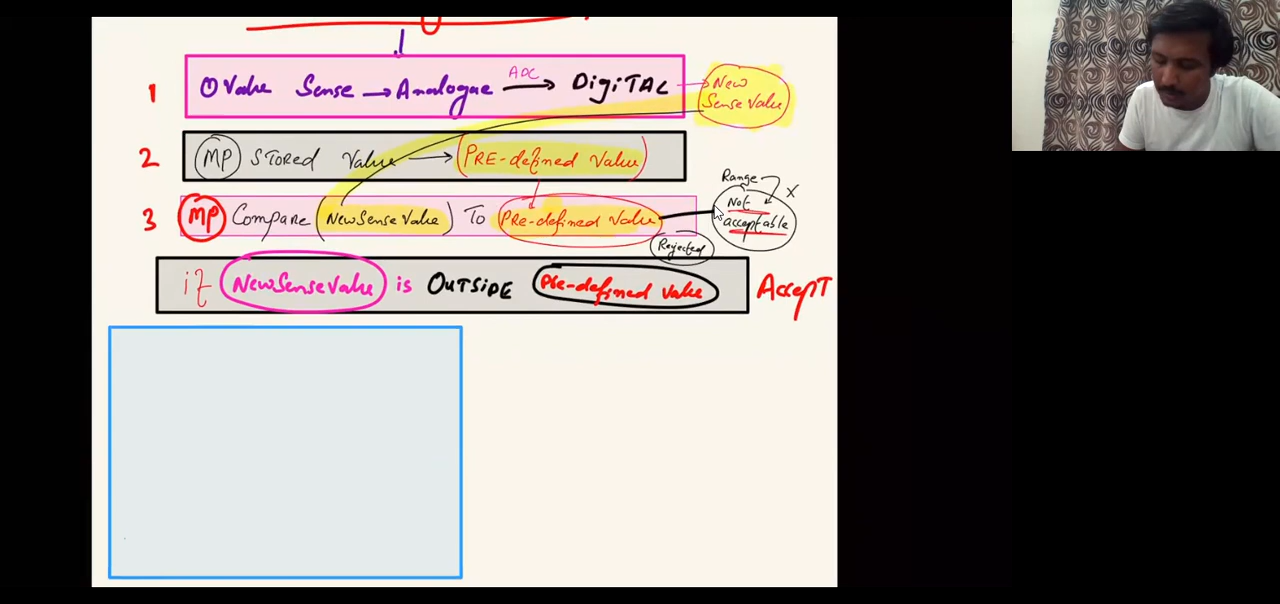 1 ① Value Sense → Analogue ADC → DigiTAL → New Sense Value
2 MP STORED Value → (PRE-defined Value)
3 MP Compare (NewSenseValue) To PRe-defined Value
Range X
Not
acceptable
Rejected
if NewSenseValue is OUTSIDE Pre-defined Value Accept